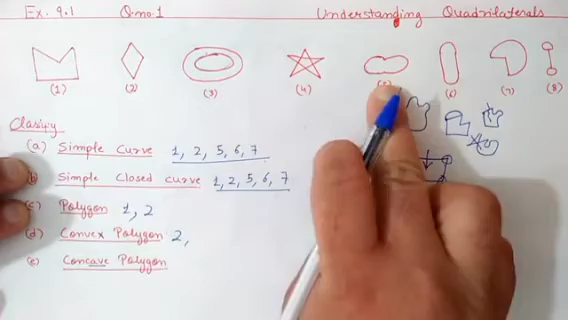 Ex. 9.1 Q.no.1 Understanding Quadrilaterals
(1) (2) (3) (4) (5) (6) (7) (8)
Classify
(a) Simple Curve 1, 2, 5, 6, 7
(b) Simple Closed curve 1, 2, 5, 6, 7
(c) Polygon 1, 2
(d) Convex Polygon 2,
(e) Concave Polygon